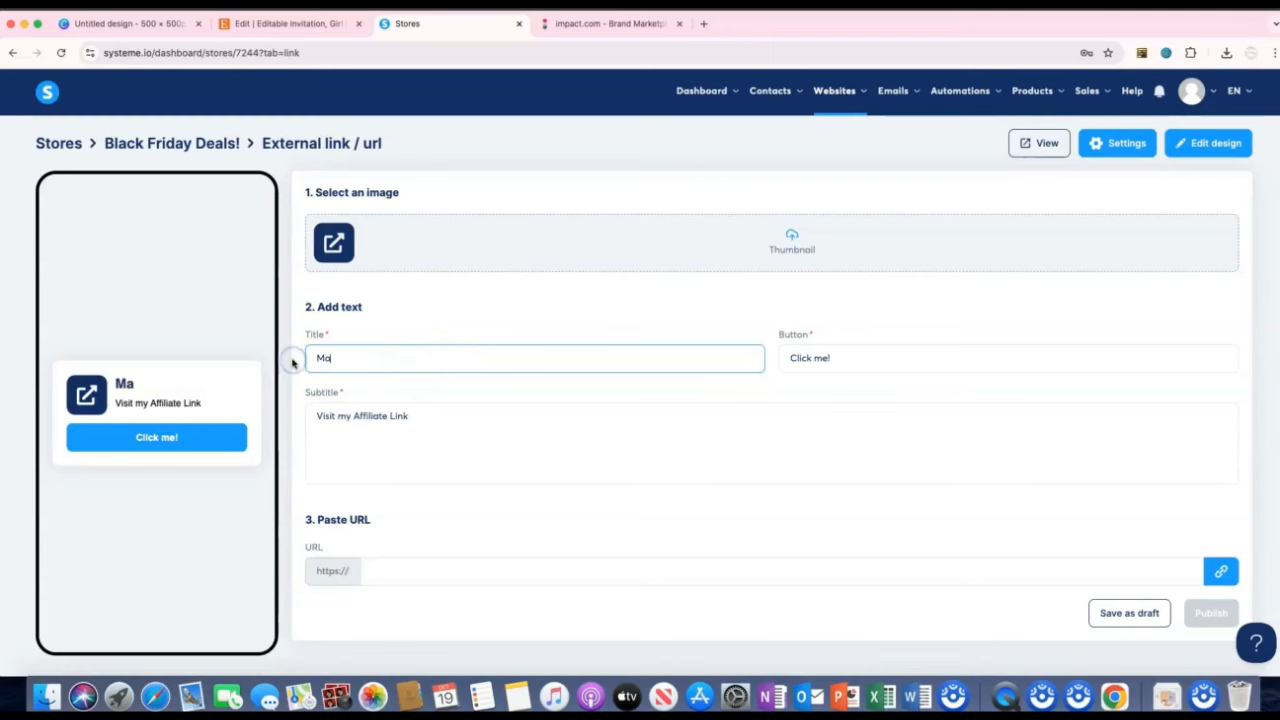 Untitled design - 500 × 500p
Edit | Editable Invitation, Girl
Stores
impact.com - Brand Marketpl
systeme.io/dashboard/stores/7244?tab=link
S
Dashboard
Contacts
Websites
Emails
Automations
Products
Sales
Help
EN
Stores > Black Friday Deals! > External link / url
View
Settings
Edit design
1. Select an image
Thumbnail
2. Add text
Title*
Button*
Ma
Click me!
Subtitle*
Visit my Affiliate Link
Ma
Visit my Affiliate Link
Click me!
3. Paste URL
URL
https://
Save as draft
Publish
?
OCT
19
tv